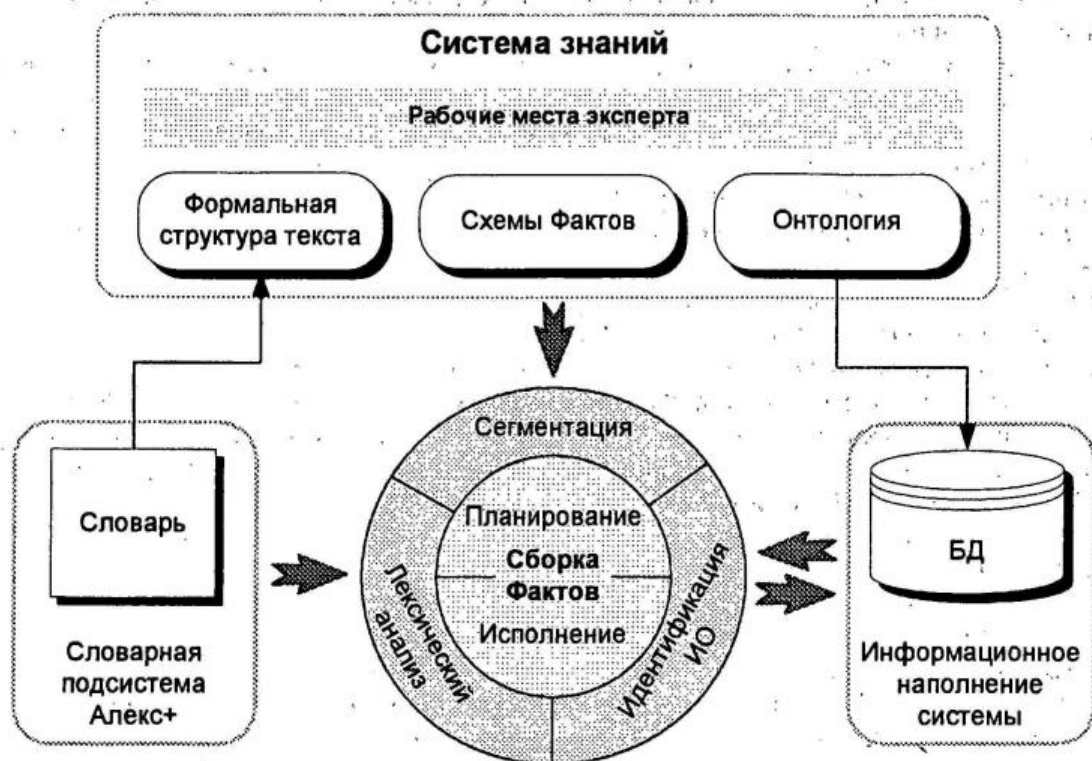 Система знаний
Рабочие места эксперта
Формальная
структура текста
Схемы Фактов
Онтология
Сегментация
Словарь
Планирование
Сборка
Фактов
Исполнение
Лексический
анализ
Идентификация
ИО
БД
Словарная
подсистема
Алекс+
Информационное
наполнение
системы